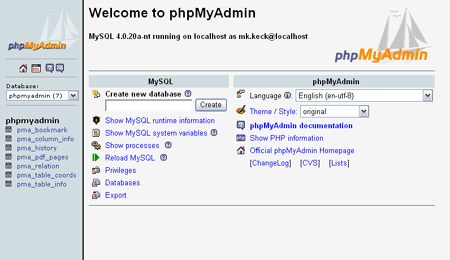 phpMyAdmin
Database:
phpmyadmin (7)
phpmyadmin
pma_bookmark
pma_column_info
pma_history
pma_pdf_pages
pma_relation
pma_table_coords
pma_table_info
Welcome to phpMyAdmin
MySQL 4.0.20a-nt running on localhost as mk.keck@localhost
phpMyAdmin
MySQL
Create new database
Create
Show MySQL runtime information
Show MySQL system variables
Show processes
Reload MySQL
Privileges
Databases
Export
phpMyAdmin
Language : English (en-utf-8)
Theme / Style: original
phpMyAdmin documentation
Show PHP information
Official phpMyAdmin Homepage
[ChangeLog] [CVS] [Lists]